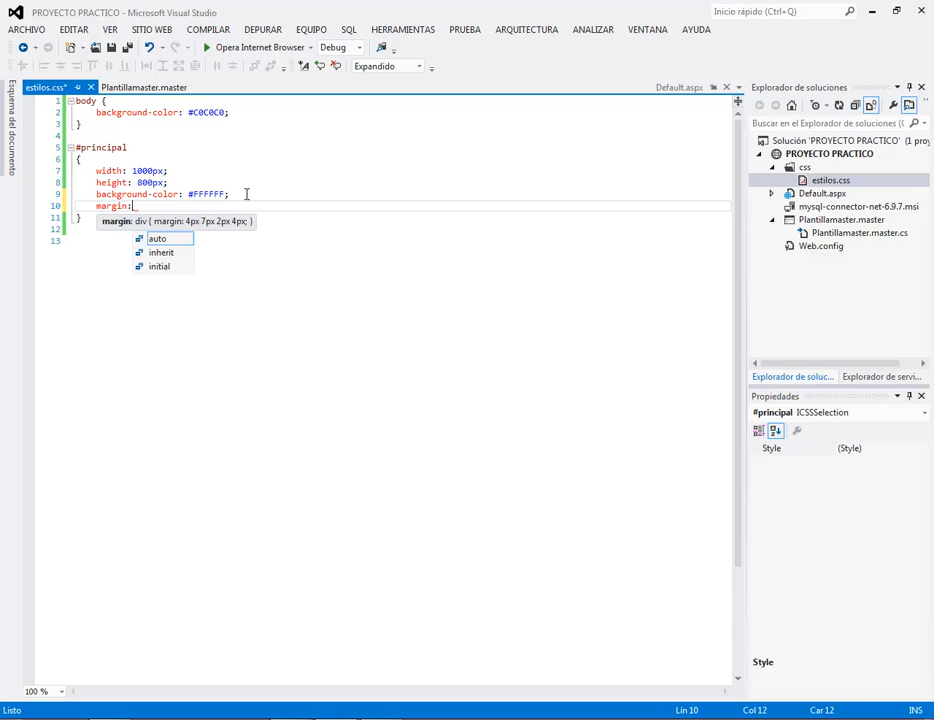 PROYECTO PRACTICO - Microsoft Visual Studio
Inicio rápido (Ctrl+Q)
ARCHIVO EDITAR VER SITIO WEB COMPILAR HERRAMIENTAS DEPURAR EQUIPO SQL FORMATO TABLA PRUEBA ARQUITECTURA ANALIZAR VENTANA AYUDA
Opera Internet Browser Debug
Expandido
Esquema del documento
estilos.css* Plantillamaster.master Default.aspx
1 body {
2 background-color: #C0C0C0;
3 }
4
5 #principal
6 {
7 width: 1000px;
8 height: 800px;
9 background-color: #FFFFFF;
10 margin:
11 }
margin: div { margin: 4px 7px 2px 4px; }
12
13
auto
inherit
initial
100 %
Explorador de soluciones
Buscar en el Explorador de soluciones
Solución 'PROYECTO PRACTICO' (1 proy
PROYECTO PRACTICO
css
estilos.css
Default.aspx
mysql-connector-net-6.9.7.msi
Plantillamaster.master
Plantillamaster.master.cs
Web.config
Explorador de soluc... Explorador de servi...
Propiedades
#principal ICSSSelection
Style (Style)
Style
Listo Lín 10 Col 12 Car 12 INS